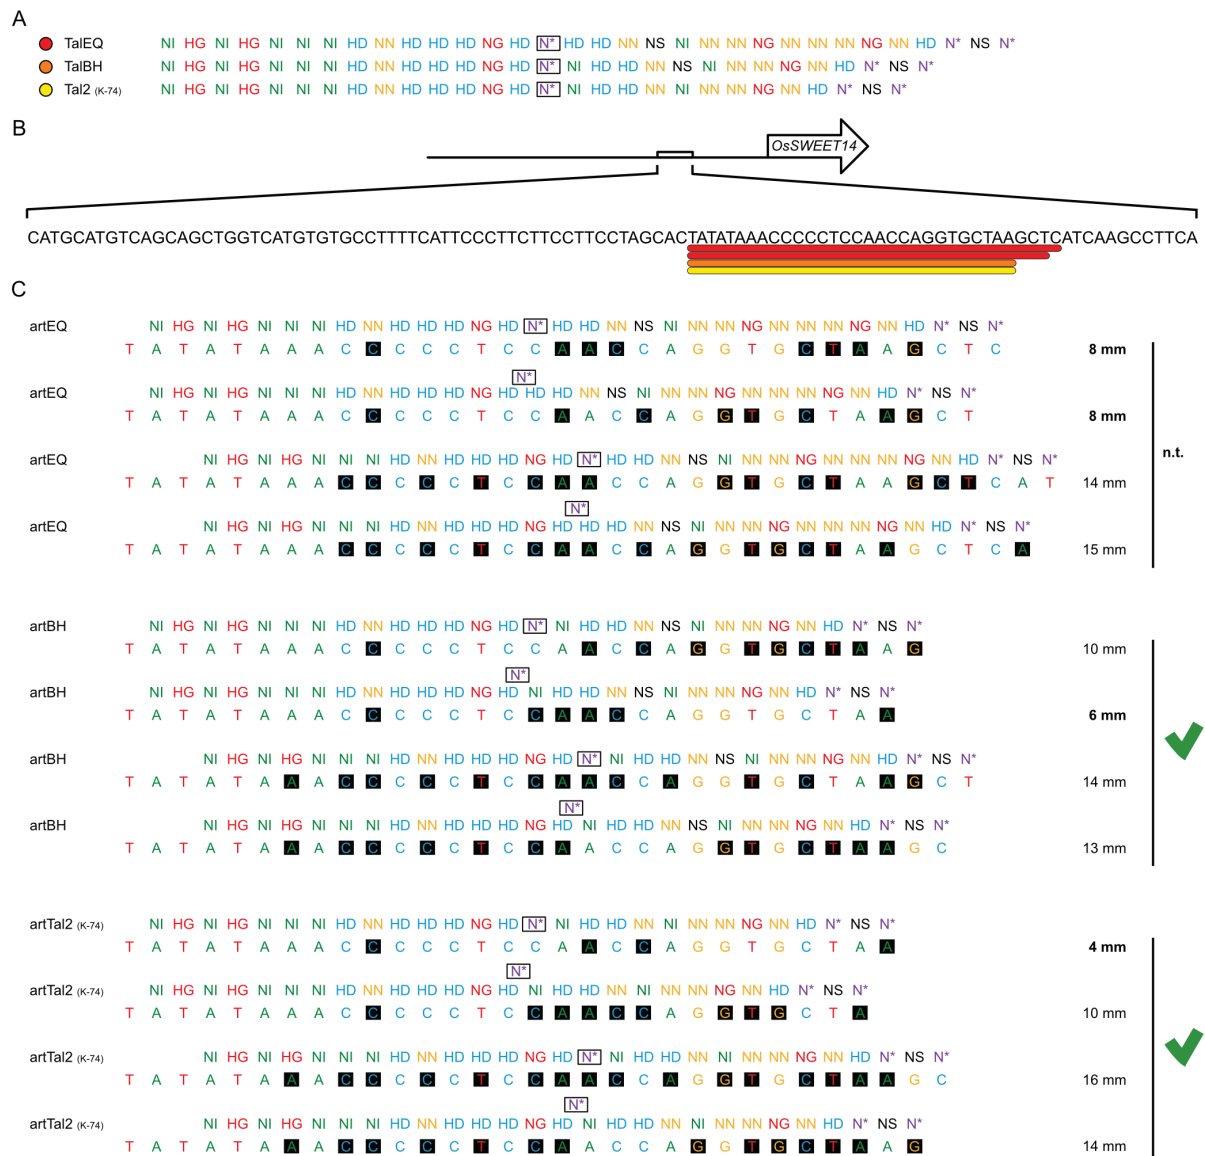 A
TalEQ NI HG NI HG NI NI NI HD NN HD HD HD NG HD N* HD HD NN NS NI NN NN NG NN NN NN NG NN HD N* NS N*
TalBH NI HG NI HG NI NI NI HD NN HD HD HD NG HD N* NI HD HD NN NS NI NN NN NG NN HD N* NS N*
Tal2 (K-74) NI HG NI HG NI NI NI HD NN HD HD HD NG HD N* NI HD HD NN NI NN NN NG NN HD N* NS N*
B
OsSWEET14
CATGCATGTCAGCAGCTGGTCATGTGTGCCTTTTCATTCCCTTCTTCCTTCCTAGCACTATATAAACCCCCTCCAACCAGGTGCTAAGCTCATCAAGCCTTCA
C
artEQ NI HG NI HG NI NI NI HD NN HD HD HD NG HD N* HD HD NN NS NI NN NN NG NN NN NN NG NN HD N* NS N*
T A T A T A A A C C C C C T C C A A C C A G G T G C T A A G C T C 8 mm
N*
artEQ NI HG NI HG NI NI NI HD NN HD HD HD NG HD HD HD NN NS NI NN NN NG NN NN NN NG NN HD N* NS N*
T A T A T A A A C C C C C T C C A A C C A G G T G C T A A G C T 8 mm
n.t.
artEQ NI HG NI HG NI NI NI HD NN HD HD HD NG HD N* HD HD NN NS NI NN NN NG NN NN NN NG NN HD N* NS N*
T A T A T A A A C C C C C T C C A A C C A G G T G C T A A G C T C A T 14 mm
N*
artEQ NI HG NI HG NI NI NI HD NN HD HD HD NG HD HD HD NN NS NI NN NN NG NN NN NN NG NN HD N* NS N*
T A T A T A A A C C C C C T C C A A C C A G G T G C T A A G C T C A 15 mm
artBH NI HG NI HG NI NI NI HD NN HD HD HD NG HD N* NI HD HD NN NS NI NN NN NG NN HD N* NS N*
T A T A T A A A C C C C C T C C A A C C A G G T G C T A A G 10 mm
N*
artBH NI HG NI HG NI NI NI HD NN HD HD HD NG HD NI HD HD NN NS NI NN NN NG NN HD N* NS N*
T A T A T A A A C C C C C T C C A A C C A G G T G C T A A 6 mm
artBH NI HG NI HG NI NI NI HD NN HD HD HD NG HD N* NI HD HD NN NS NI NN NN NG NN HD N* NS N*
T A T A T A A A C C C C C T C C A A C C A G G T G C T A A G C T 14 mm
N*
artBH NI HG NI HG NI NI NI HD NN HD HD HD NG HD NI HD HD NN NS NI NN NN NG NN HD N* NS N*
T A T A T A A A C C C C C T C C A A C C A G G T G C T A A G C 13 mm
artTal2 (K-74) NI HG NI HG NI NI NI HD NN HD HD HD NG HD N* NI HD HD NN NI NN NN NG NN HD N* NS N*
T A T A T A A A C C C C C T C C A A C C A G G T G C T A A 4 mm
N*
artTal2 (K-74) NI HG NI HG NI NI NI HD NN HD HD HD NG HD NI HD HD NN NI NN NN NG NN HD N* NS N*
T A T A T A A A C C C C C T C C A A C C A G G T G C T A 10 mm
artTal2 (K-74) NI HG NI HG NI NI NI HD NN HD HD HD NG HD N* NI HD HD NN NI NN NN NG NN HD N* NS N*
T A T A T A A A C C C C C T C C A A C C A G G T G C T A A G C 16 mm
N*
artTal2 (K-74) NI HG NI HG NI NI NI HD NN HD HD HD NG HD NI HD HD NN NI NN NN NG NN HD N* NS N*
T A T A T A A A C C C C C T C C A A C C A G G T G C T A A G 14 mm